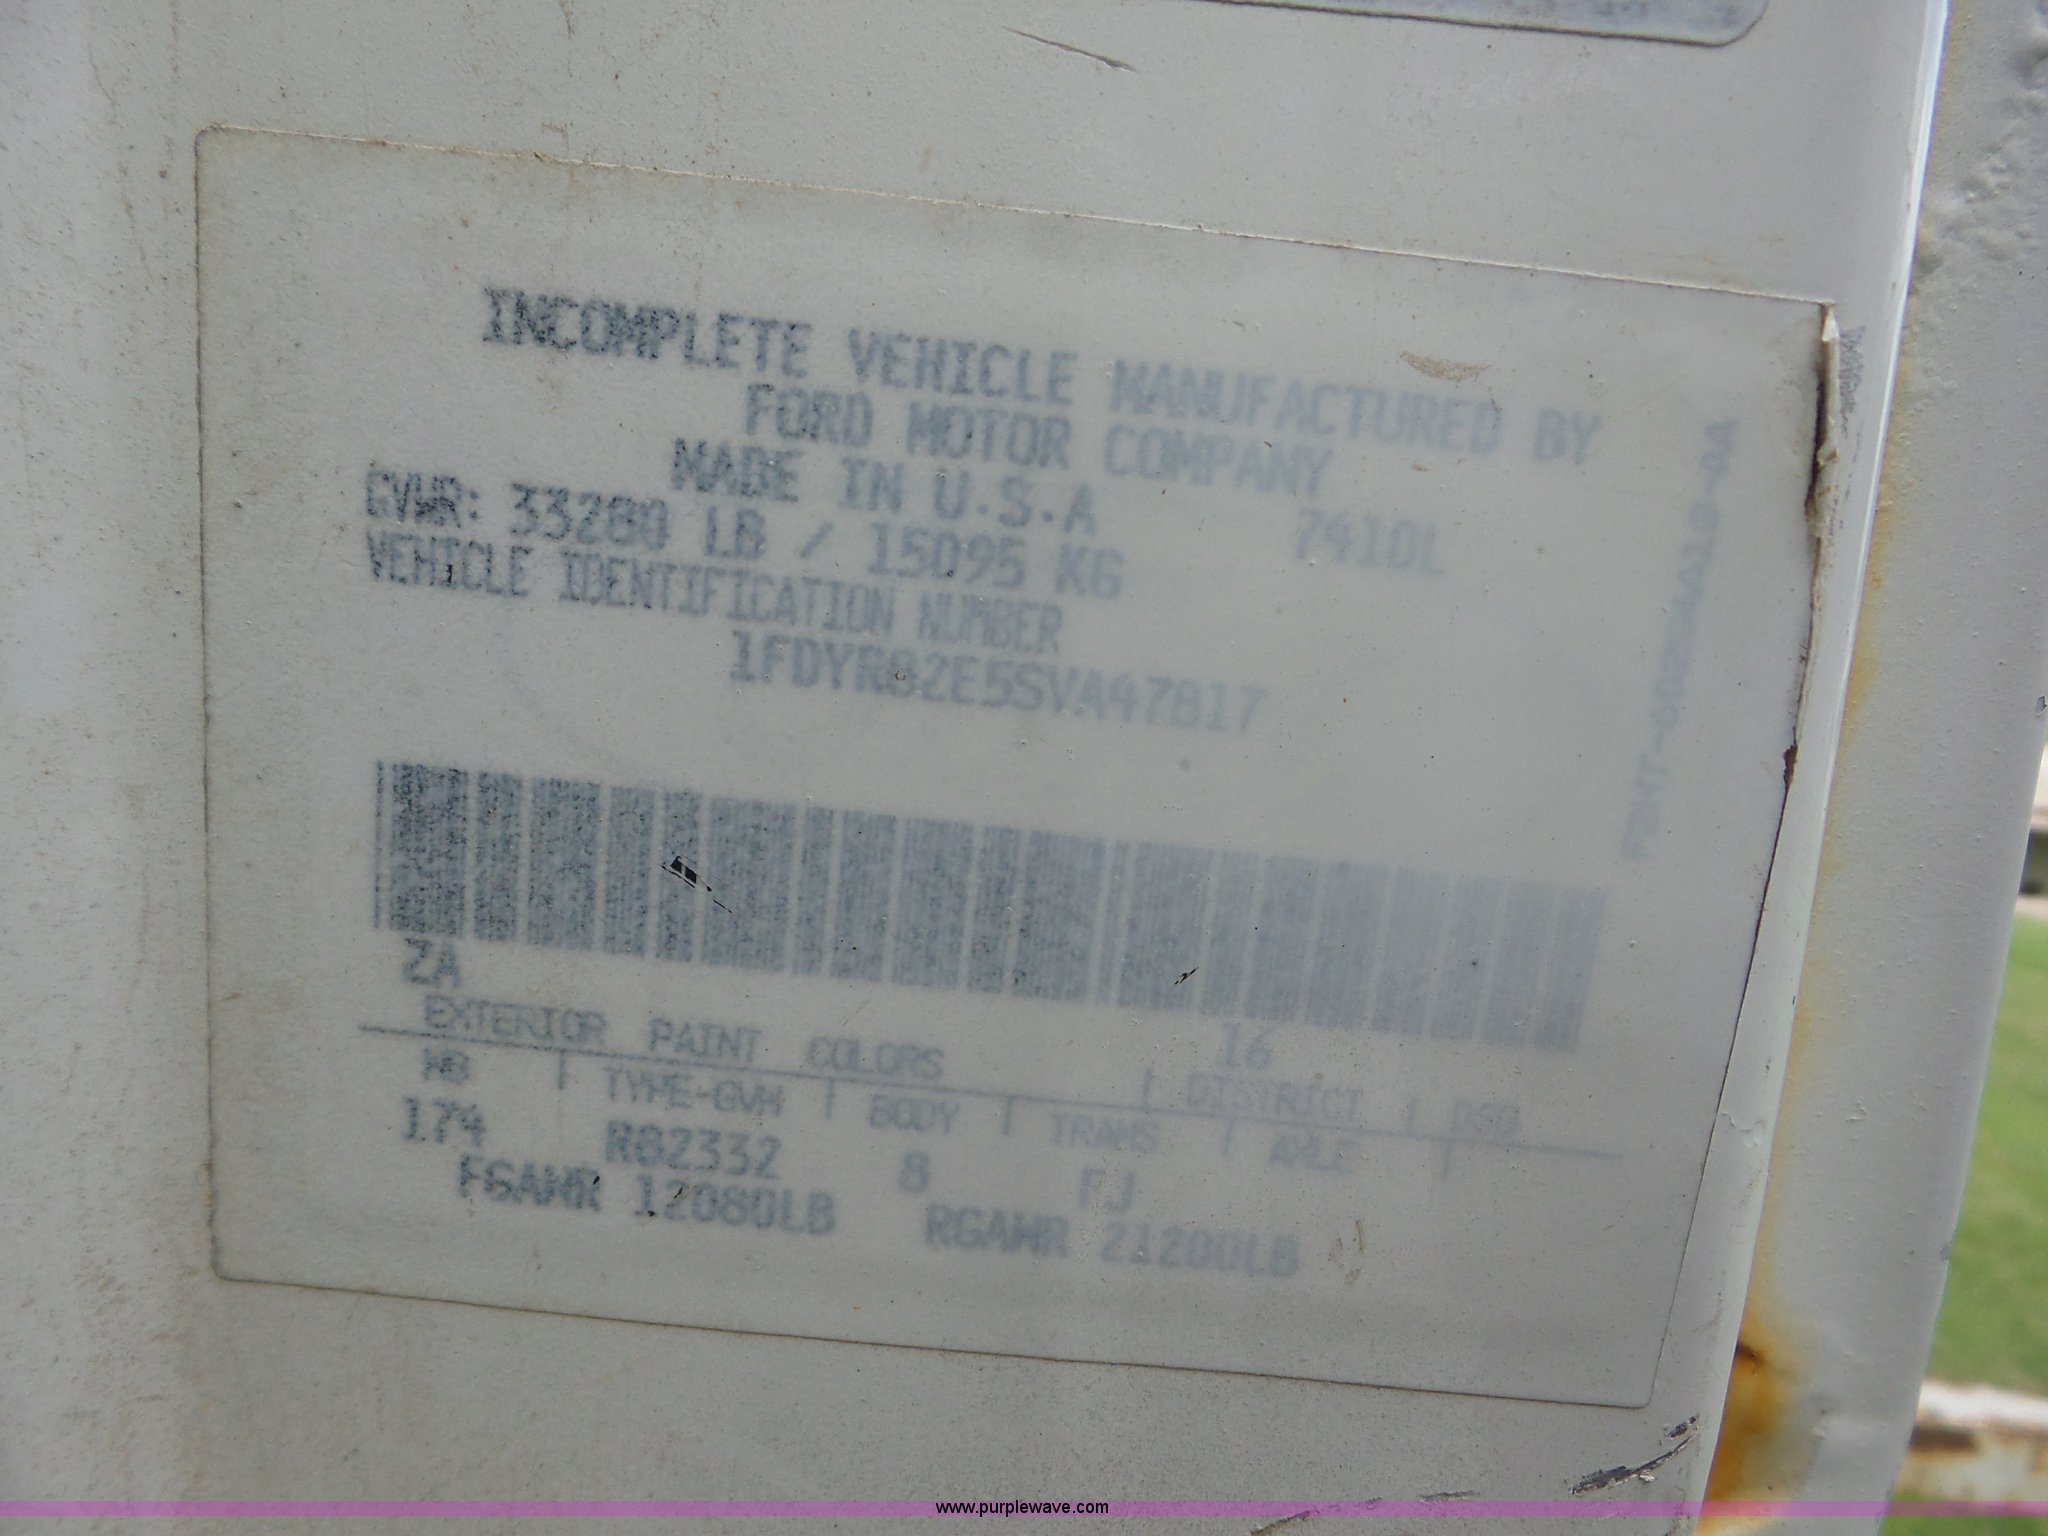 INCOMPLETE VEHICLE MANUFACTURED BY
FORD MOTOR COMPANY
MADE IN U.S.A
GVWR: 33280 LB / 15095 KG 7410L
VEHICLE IDENTIFICATION NUMBER
1FDYR82E5SVA47817
ZA
EXTERIOR PAINT COLORS 16
WB | TYPE-GVW | BODY | TRANS | DISTRICT | AXLE | DSO
174 R82332 8 PJ
FGAWR 12080LB RGAWR 21200LB
www.purplewave.com